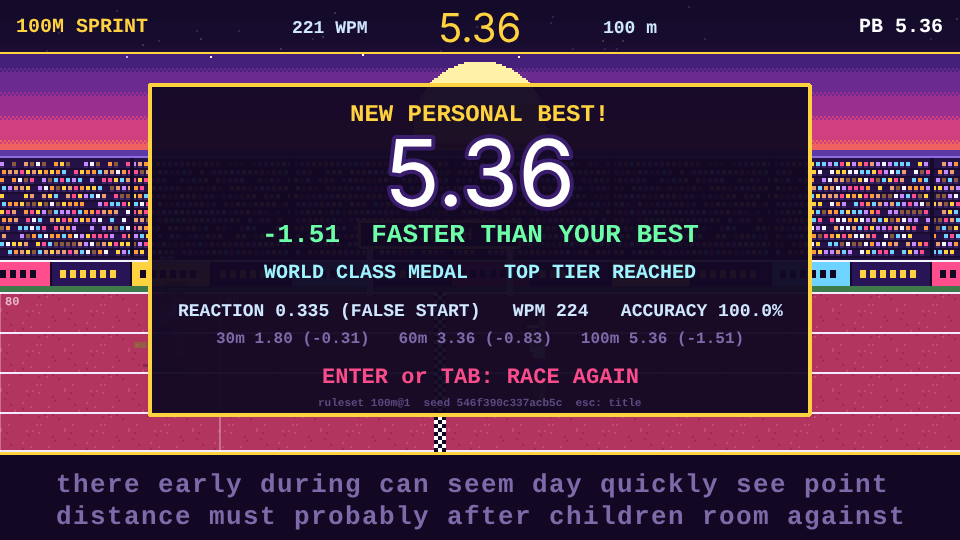 100M SPRINT 221 WPM 5.36 100 m PB 5.36
NEW PERSONAL BEST!
5.36
-1.51 FASTER THAN YOUR BEST
WORLD CLASS MEDAL TOP TIER REACHED
80
REACTION 0.335 (FALSE START) WPM 224 ACCURACY 100.0%
30m 1.80 (-0.31) 60m 3.36 (-0.83) 100m 5.36 (-1.51)
ENTER or TAB: RACE AGAIN
ruleset 100m@1 seed 546f390c337acb5c esc: title
there early during can seem day quickly see point
distance must probably after children room against